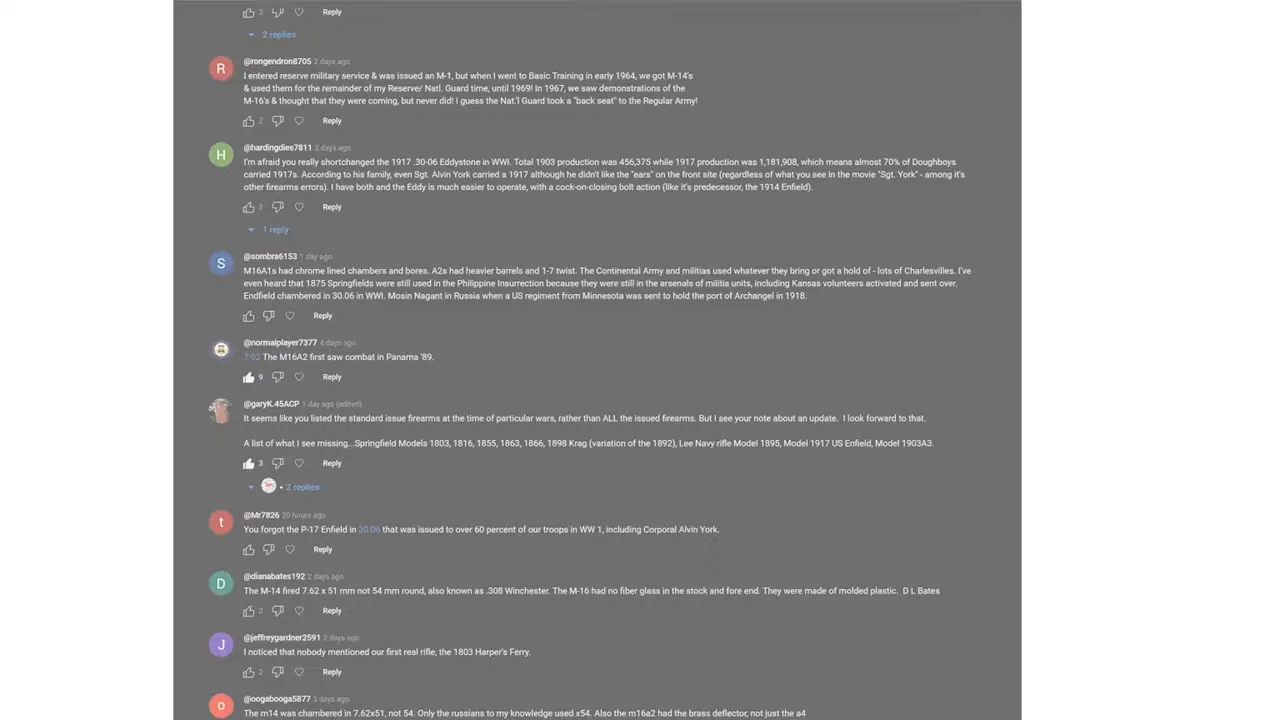 3 Reply
2 replies
@rongendron8705 2 days ago
I entered reserve military service & was issued an M-1, but when I went to Basic Training in early 1964, we got M-14's
& used them for the remainder of my Reserve/ Natl. Guard time, until 1969! In 1967, we saw demonstrations of the
M-16's & thought that they were coming, but never did! I guess the Nat.'l Guard took a "back seat" to the Regular Army!
2 Reply
H
@hardingdies7811 2 days ago
I'm afraid you really shortchanged the 1917 .30-06 Eddystone in WWI. Total 1903 production was 456,375 while 1917 production was 1,181,908, which means almost 70% of Doughboys
carried 1917s. According to his family, even Sgt. Alvin York carried a 1917 although he didn't like the "ears" on the front site (regardless of what you see in the movie "Sgt. York" - among it's
other firearms errors). I have both and the Eddy is much easier to operate, with a cock-on-closing bolt action (like it's predecessor, the 1914 Enfield).
3 Reply
1 reply
S
@sombra6153 1 day ago
M16A1s had chrome lined chambers and bores. A2s had heavier barrels and 1-7 twist. The Continental Army and militias used whatever they bring or got a hold of - lots of Charlesvilles. I've
even heard that 1875 Springfields were still used in the Philippine Insurrection because they were still in the arsenals of militia units, including Kansas volunteers activated and sent over.
Endfield chambered in 30.06 in WWI. Mosin Nagant in Russia when a US regiment from Minnesota was sent to hold the port of Archangel in 1918.
Reply
@normalplayer7377 4 days ago
7:02 The M16A2 first saw combat in Panama '89.
9 Reply
@garyK.45ACP 1 day ago (edited)
It seems like you listed the standard issue firearms at the time of particular wars, rather than ALL the issued firearms. But I see your note about an update. I look forward to that.
A list of what I see missing...Springfield Models 1803, 1816, 1855, 1863, 1866, 1898 Krag (variation of the 1892), Lee Navy rifle Model 1895, Model 1917 US Enfield, Model 1903A3.
3 Reply
• 2 replies
t
@Mr7826 20 hours ago
You forgot the P-17 Enfield in 30.06 that was issued to over 60 percent of our troops in WW 1, including Corporal Alvin York.
Reply
D
@dianabates192 2 days ago
The M-14 fired 7.62 x 51 mm not 54 mm round, also known as .308 Winchester. The M-16 had no fiber glass in the stock and fore end. They were made of molded plastic. D L Bates
2 Reply
J
@jeffreygardner2591 2 days ago
I noticed that nobody mentioned our first real rifle, the 1803 Harper's Ferry.
2 Reply
o
@oogabooga5877 3 days ago
The m14 was chambered in 7.62x51, not 54. Only the russians to my knowledge used x54. Also the m16a2 had the brass deflector, not just the a4